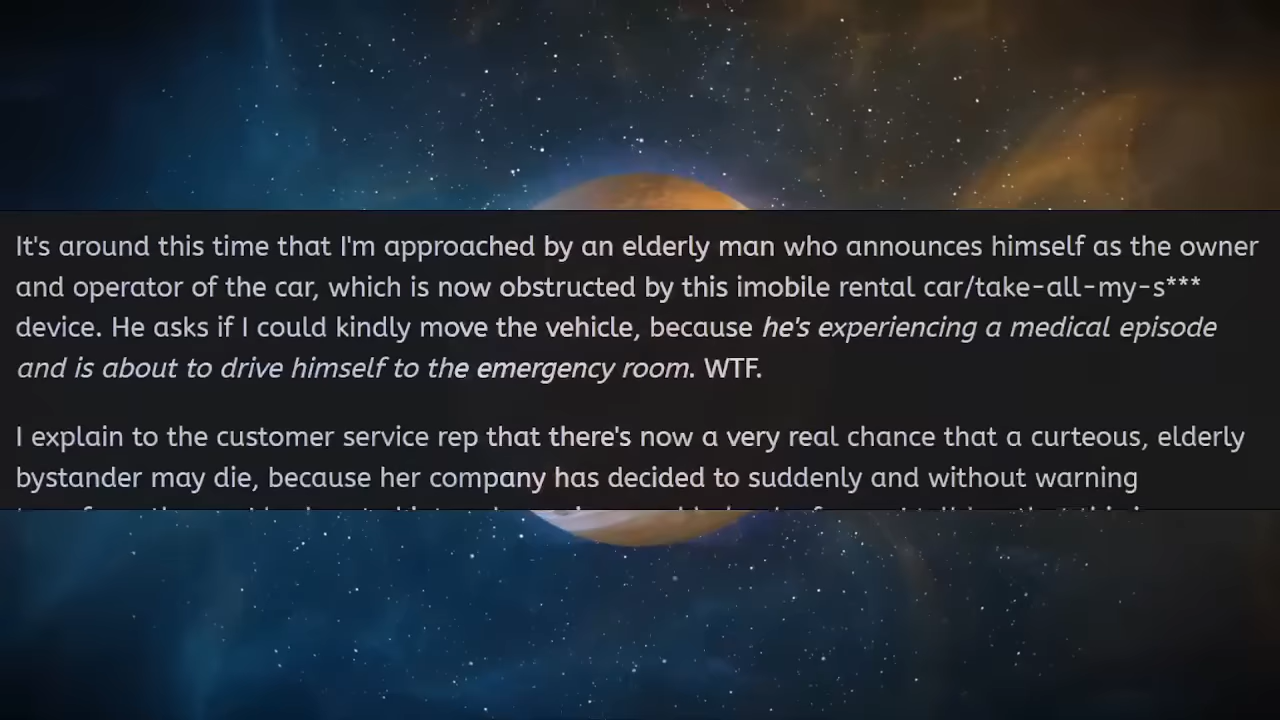 It's around this time that I'm approached by an elderly man who announces himself as the owner
and operator of the car, which is now obstructed by this imobile rental car/take-all-my-s***
device. He asks if I could kindly move the vehicle, because he's experiencing a medical episode
and is about to drive himself to the emergency room. WTF.
I explain to the customer service rep that there's now a very real chance that a curteous, elderly
bystander may die, because her company has decided to suddenly and without warning